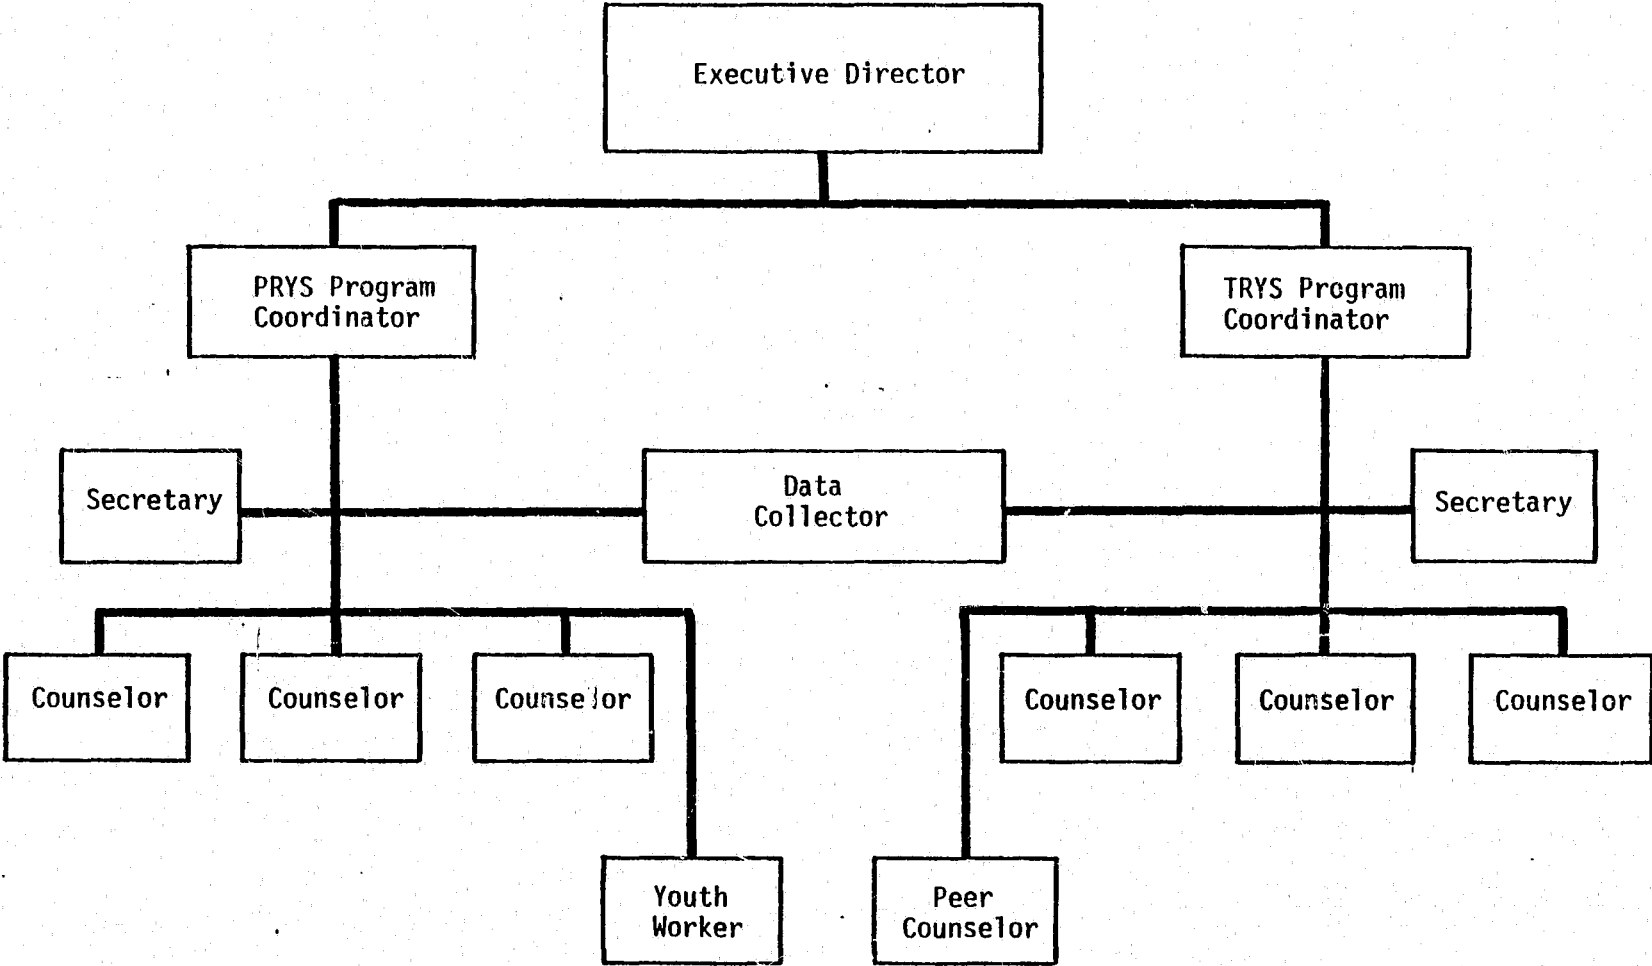 Executive Director
PRYS Program
Coordinator
TRYS Program
Coordinator
Secretary
Data
Collector
Secretary
Counselor
Counselor
Counselor
Counselor
Counselor
Counselor
Youth
Worker
Peer
Counselor